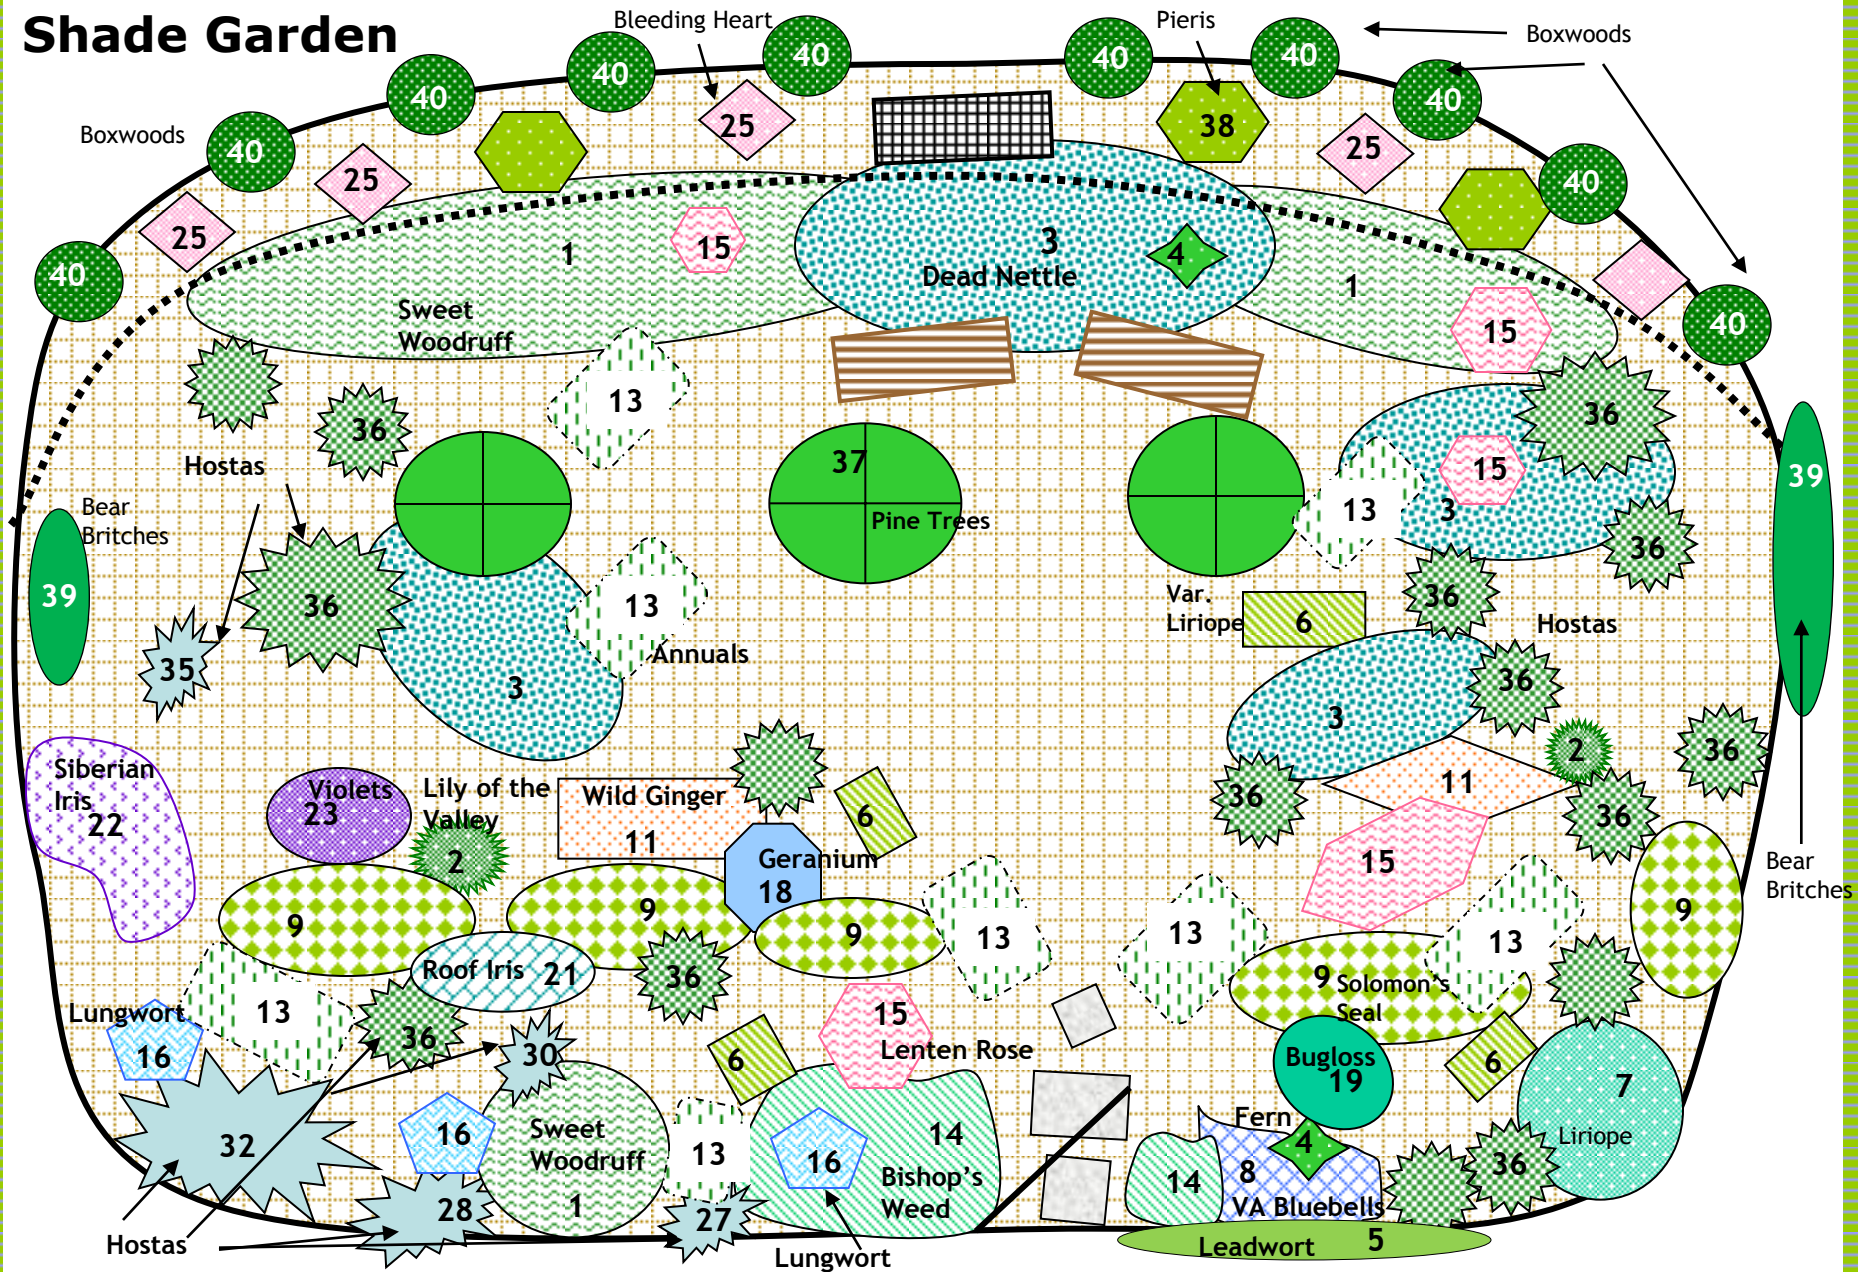 Shade Garden
Bleeding Heart
Pieris
Boxwoods
40
40
40
40
40
40
40
40
40
40
Boxwoods
25
25
25
38
25
40
25
1
15
3
Dead Nettle
4
1
15
Sweet
Woodruff
13
36
36
Hostas
37
Pine Trees
13
15
3
36
39
Bear
Britches
39
36
13
Annuals
Var.
Liriope
6
36
Hostas
35
3
3
36
2
36
Siberian
Iris
22
Violets
23
Lily of the
Valley
2
Wild Ginger
11
6
36
11
36
Geranium
18
15
Bear
Britches
9
9
9
13
13
13
9
Roof Iris 21
36
9 Solomon's
Seal
Lungwort
16
13
36
30
15
Lenten Rose
6
Bugloss
19
6
7
Liriope
32
16
Sweet
Woodruff
1
13
16
14
Bishop's
Weed
Fern
4
14
8
VA Bluebells
36
28
27
Hostas
Lungwort
Leadwort 5